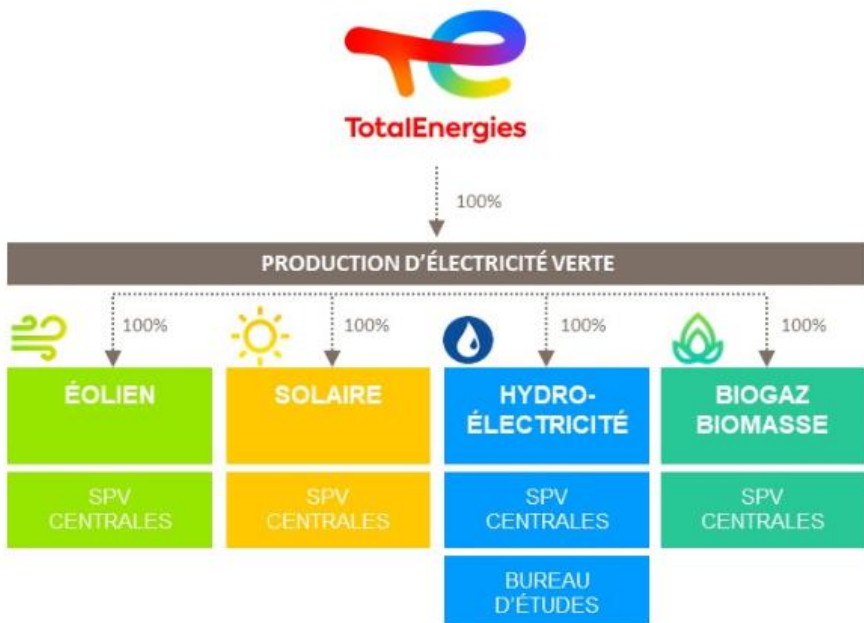 TotalEnergies
100%
PRODUCTION D'ÉLECTRICITÉ VERTE
100%
100%
100%
100%
ÉOLIEN
SOLAIRE
HYDRO-
ÉLECTRICITÉ
BIOGAZ
BIOMASSE
SPV
CENTRALES
SPV
CENTRALES
SPV
CENTRALES
SPV
CENTRALES
BUREAU
D'ÉTUDES